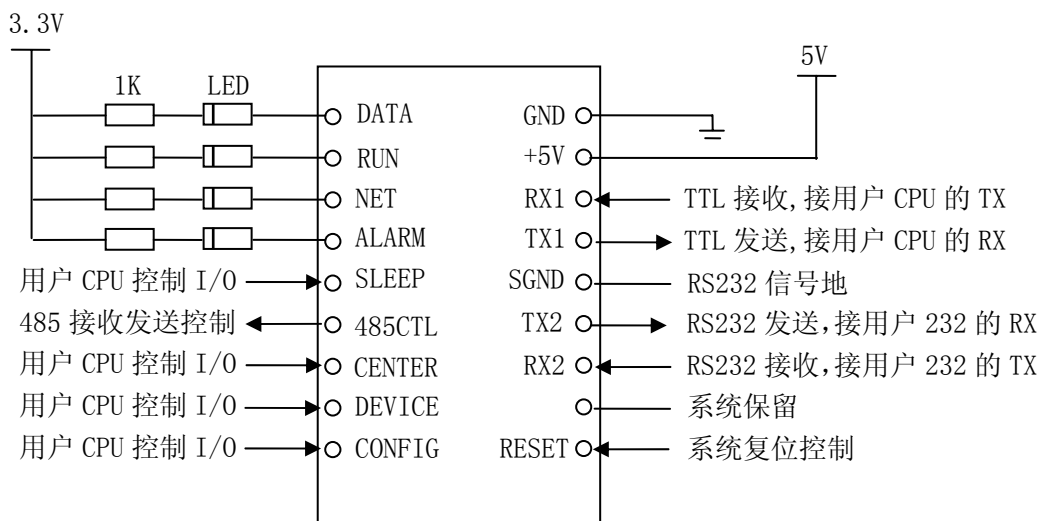 3.3V
5V
1K LED
DATA GND
RUN +5V
NET RX1 TTL 接收,接用户 CPU 的 TX
ALARM TX1 TTL 发送,接用户 CPU 的 RX
用户 CPU 控制 I/O SLEEP SGND RS232 信号地
485 接收发送控制 485CTL TX2 RS232 发送,接用户 232 的 RX
用户 CPU 控制 I/O CENTER RX2 RS232 接收,接用户 232 的 TX
用户 CPU 控制 I/O DEVICE 系统保留
用户 CPU 控制 I/O CONFIG RESET 系统复位控制